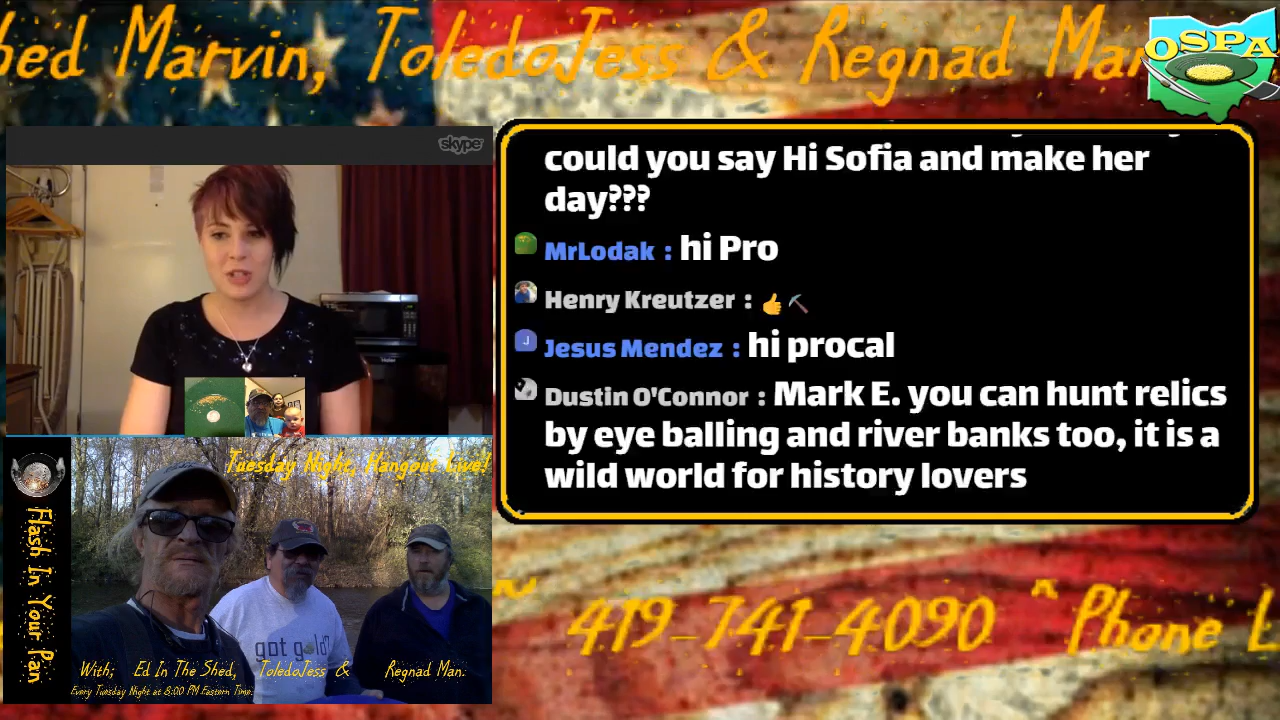 hed Marvin, ToledoJess & Regnad Man
OSPA
skype
could you say Hi Sofia and make her
day???
MrLodak : hi Pro
Henry Kreutzer : 👍⛏
J
Jesus Mendez : hi procal
Dustin O'Connor : Mark E. you can hunt relics
by eye balling and river banks too, it is a
wild world for history lovers
Tuesday Night, Hangout Live!
Flash In Your Pan
got gold?
With; Ed In The Shed, ToledoJess & Regnad Man.
Every Tuesday Night at 8:00 PM Eastern Time.
~ 419-741-4090 ~ Phone L